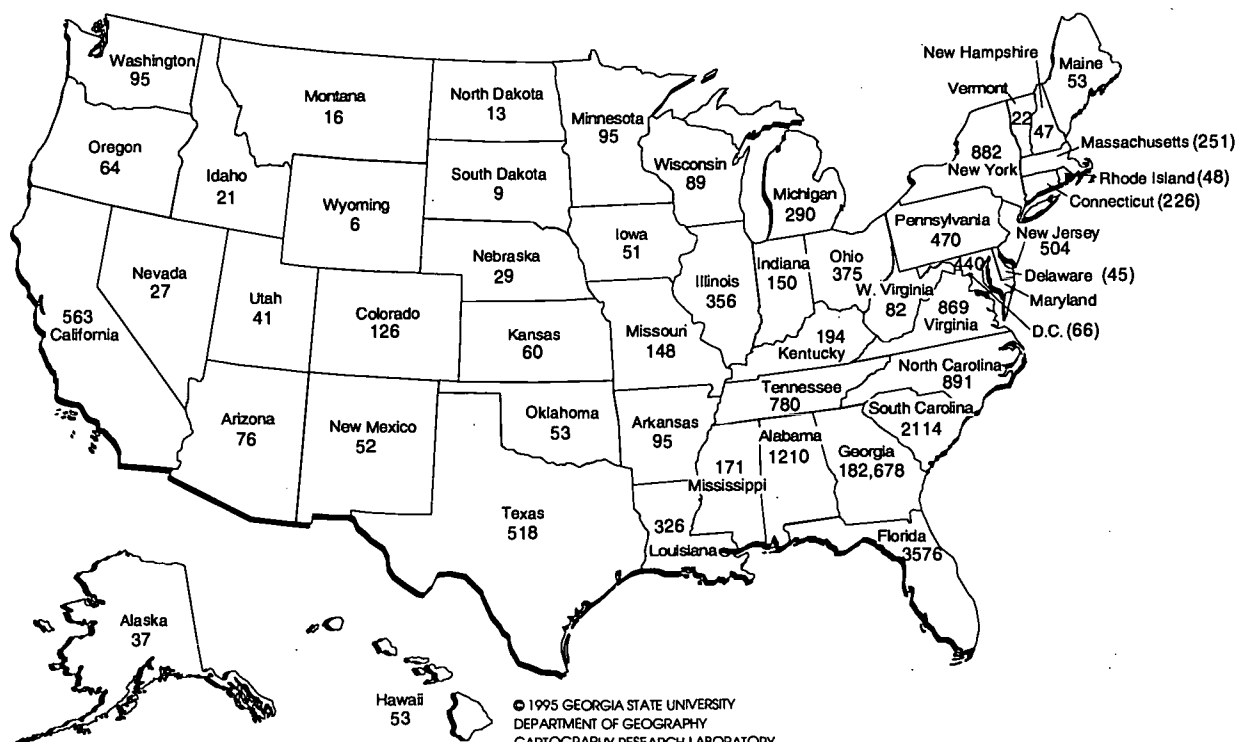 Washington
95
Montana
16
North Dakota
13
Minnesota
95
New Hampshire
Maine
53
Vermont
22
47
Oregon
64
Idaho
21
Wyoming
6
South Dakota
9
Wisconsin
89
Michigan
290
882
New York
Massachusetts (251)
Rhode Island (48)
Connecticut (226)
Nevada
27
Utah
41
Colorado
126
Nebraska
29
Iowa
51
Illinois
356
Indiana
150
Ohio
375
Pennsylvania
470
New Jersey
504
440
Delaware (45)
Maryland
D.C. (66)
W. Virginia
82
869
Virginia
563
California
Kansas
60
Missouri
148
194
Kentucky
North Carolina
891
Tennessee
780
South Carolina
2114
Arizona
76
New Mexico
52
Oklahoma
53
Arkansas
95
171
Mississippi
Alabama
1210
Georgia
182,678
Texas
518
326
Louisiana
Florida
3576
Alaska
37
Hawaii
53
© 1995 GEORGIA STATE UNIVERSITY
DEPARTMENT OF GEOGRAPHY
CARTOGRAPHY RESEARCH LABORATORY